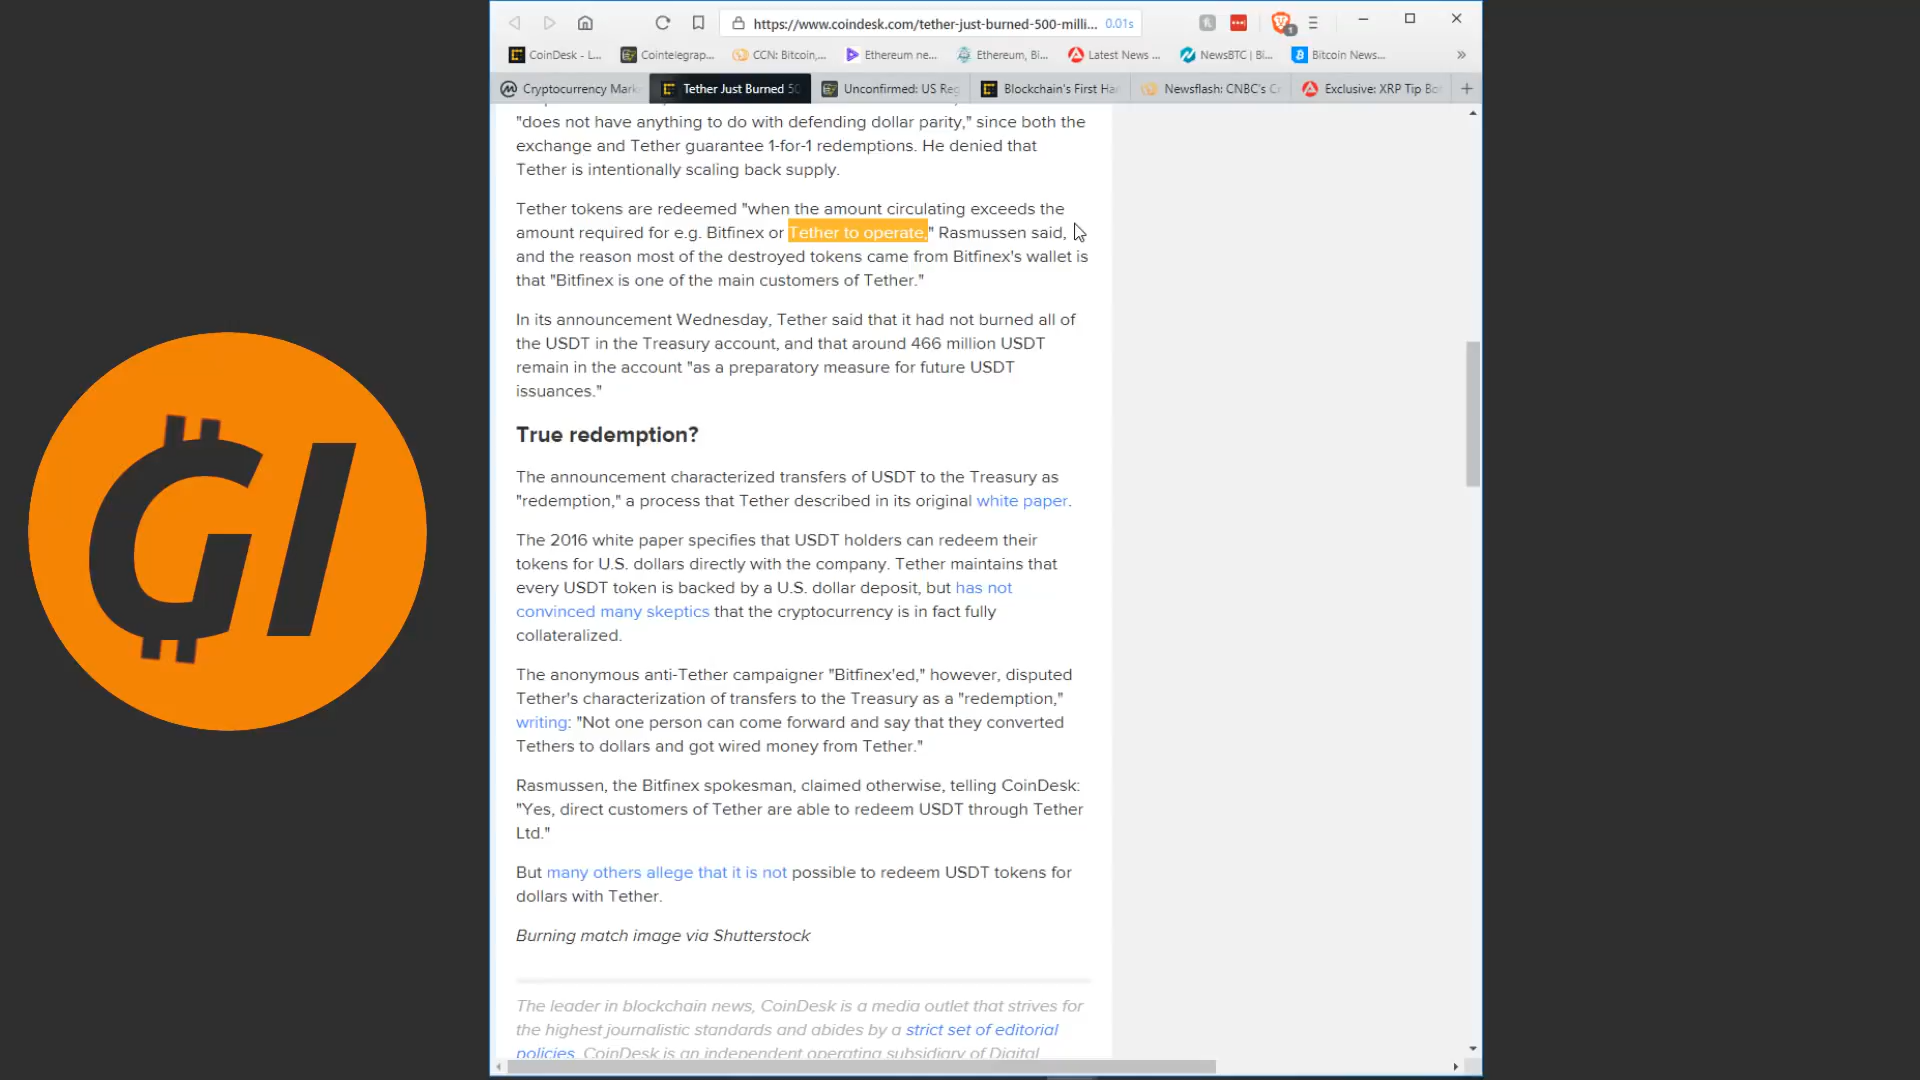 https://www.coindesk.com/tether-just-burned-500-milli... 0.01s
CoinDesk - L... Cointelegrap... CCN: Bitcoin,... Ethereum ne... Ethereum, Bi... Latest News ... NewsBTC | Bi... Bitcoin News... »
Cryptocurrency Mark Tether Just Burned 50 Unconfirmed: US Reg Blockchain's First Ha Newsflash: CNBC's Cr Exclusive: XRP Tip Bo
"does not have anything to do with defending dollar parity," since both the
exchange and Tether guarantee 1-for-1 redemptions. He denied that
Tether is intentionally scaling back supply.
Tether tokens are redeemed "when the amount circulating exceeds the
amount required for e.g. Bitfinex or Tether to operate," Rasmussen said,
and the reason most of the destroyed tokens came from Bitfinex's wallet is
that "Bitfinex is one of the main customers of Tether."
In its announcement Wednesday, Tether said that it had not burned all of
the USDT in the Treasury account, and that around 466 million USDT
remain in the account "as a preparatory measure for future USDT
issuances."
True redemption?
The announcement characterized transfers of USDT to the Treasury as
"redemption," a process that Tether described in its original white paper.
The 2016 white paper specifies that USDT holders can redeem their
tokens for U.S. dollars directly with the company. Tether maintains that
every USDT token is backed by a U.S. dollar deposit, but has not
convinced many skeptics that the cryptocurrency is in fact fully
collateralized.
The anonymous anti-Tether campaigner "Bitfinex'ed," however, disputed
Tether's characterization of transfers to the Treasury as a "redemption,"
writing: "Not one person can come forward and say that they converted
Tethers to dollars and got wired money from Tether."
Rasmussen, the Bitfinex spokesman, claimed otherwise, telling CoinDesk:
"Yes, direct customers of Tether are able to redeem USDT through Tether
Ltd."
But many others allege that it is not possible to redeem USDT tokens for
dollars with Tether.
Burning match image via Shutterstock
The leader in blockchain news, CoinDesk is a media outlet that strives for
the highest journalistic standards and abides by a strict set of editorial
policies. CoinDesk is an independent operating subsidiary of Digital
GI